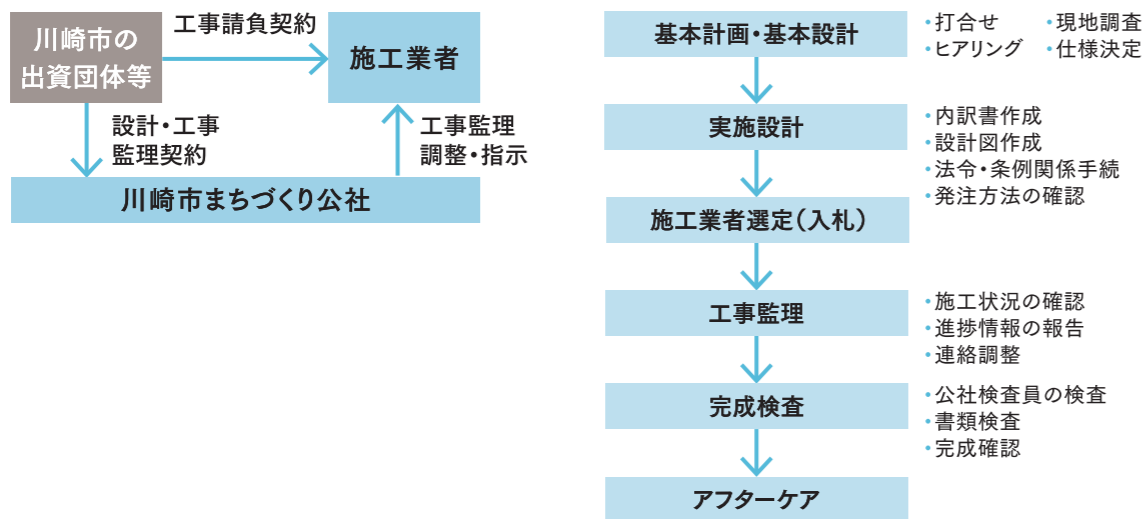 川崎市の
出資団体等
工事請負契約
施工業者
設計・工事
監理契約
工事監理
調整・指示
川崎市まちづくり公社
基本計画・基本設計
・打合せ ・現地調査
・ヒアリング ・仕様決定
実施設計
・内訳書作成
・設計図作成
・法令・条例関係手続
・発注方法の確認
施工業者選定（入札）
工事監理
・施工状況の確認
・進捗情報の報告
・連絡調整
完成検査
・公社検査員の検査
・書類検査
・完成確認
アフターケア